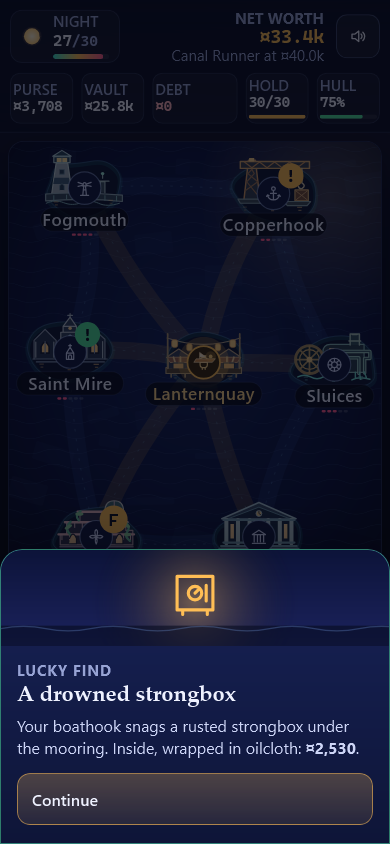 NIGHT
27/30
NET WORTH
¤33.4k
Canal Runner at ¤40.0k
PURSE
¤3,708
VAULT
¤25.8k
DEBT
¤0
HOLD
30/30
HULL
75%
!
Fogmouth
Copperhook
!
Saint Mire
Lanternquay
Sluices
F
LUCKY FIND
A drowned strongbox
Your boathook snags a rusted strongbox under
the mooring. Inside, wrapped in oilcloth: ¤2,530.
Continue